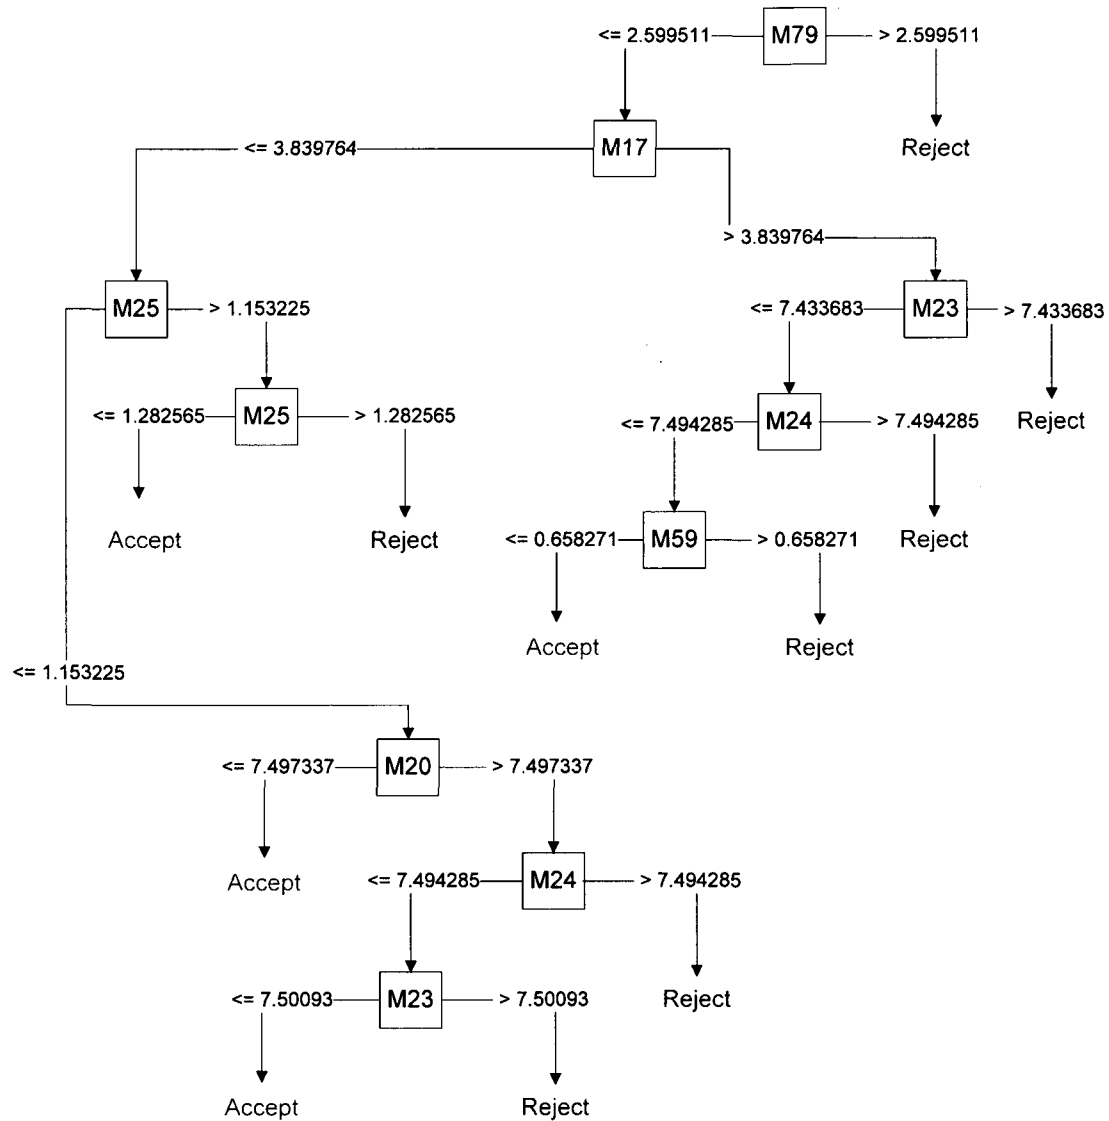 <= 2.599511 M79 > 2.599511
<= 3.839764 M17 Reject
> 3.839764
M25 > 1.153225 <= 7.433683 M23 > 7.433683
<= 1.282565 M25 > 1.282565 <= 7.494285 M24 > 7.494285 Reject
Accept Reject <= 0.658271 M59 > 0.658271 Reject
Accept Reject
<= 1.153225
<= 7.497337 M20 > 7.497337
Accept <= 7.494285 M24 > 7.494285
<= 7.50093 M23 > 7.50093 Reject
Accept Reject